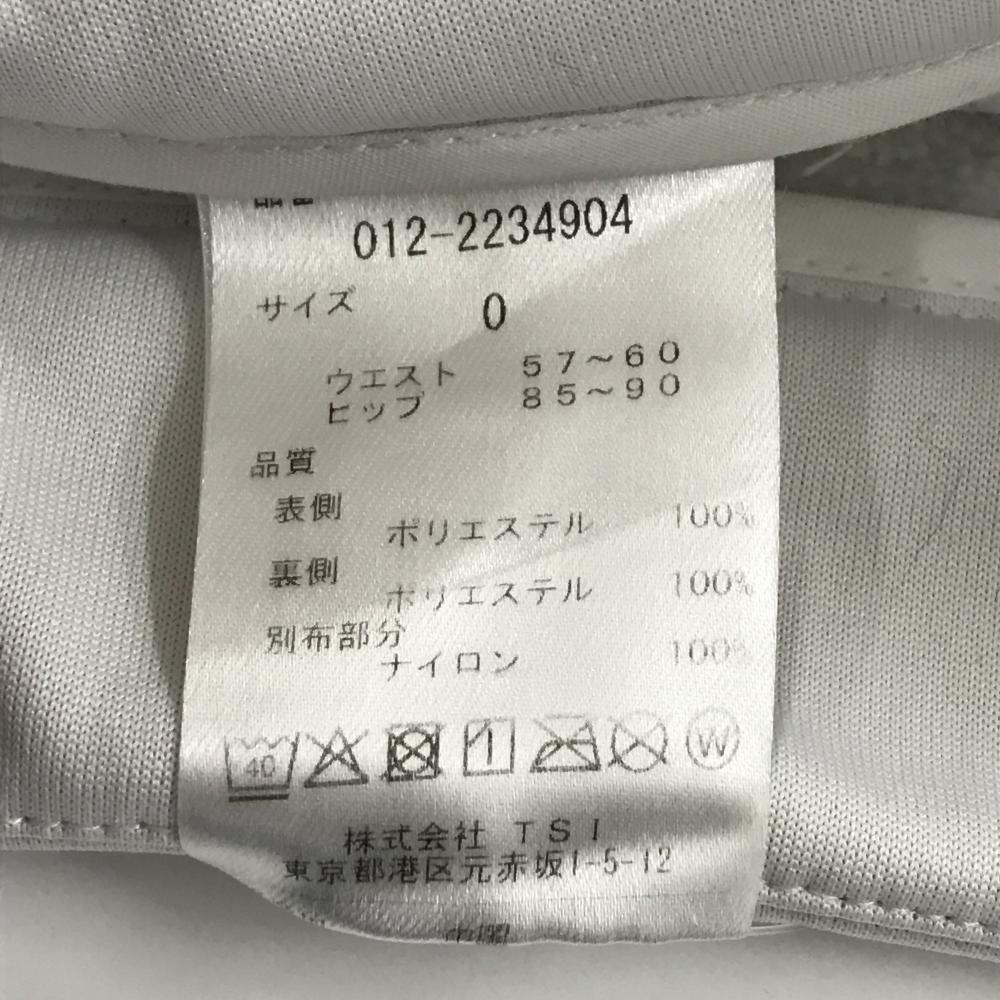 012-2234904
サイズ 0
ウエスト 57～60
ヒップ 85～90
品質
表側
ポリエステル 100%
裏側
ポリエステル 100%
別布部分
ナイロン 100%
40 W
株式会社 TSI
東京都港区元赤坂1-5-12